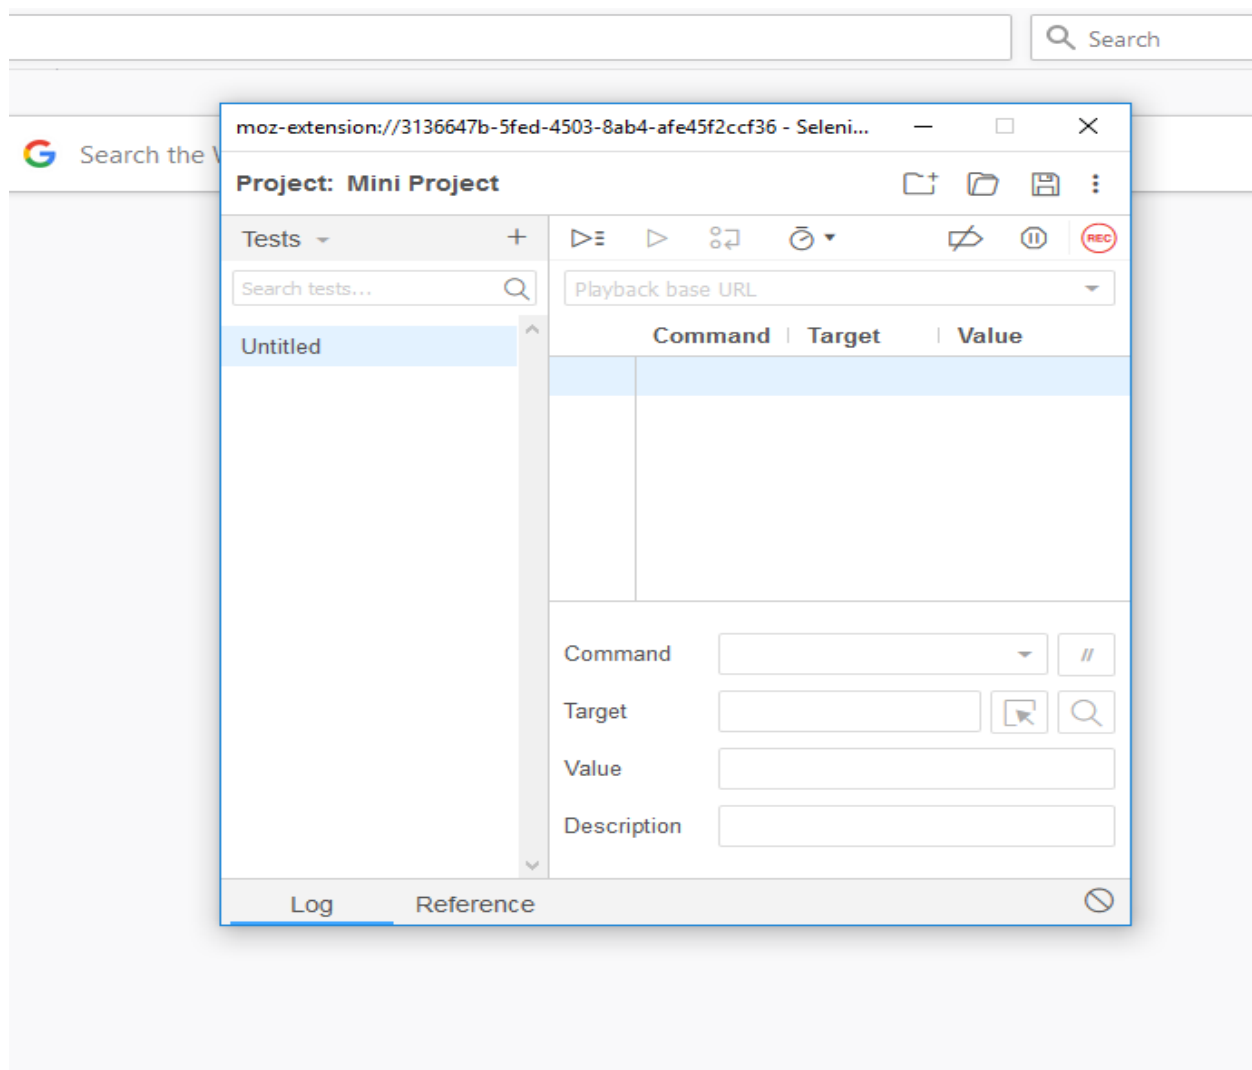 Search
moz-extension://3136647b-5fed-4503-8ab4-afe45f2ccf36 - Seleni...
Search the
Project: Mini Project
Tests
REC
Search tests...
Playback base URL
Command Target Value
Untitled
Command //
Target
Value
Description
Log Reference